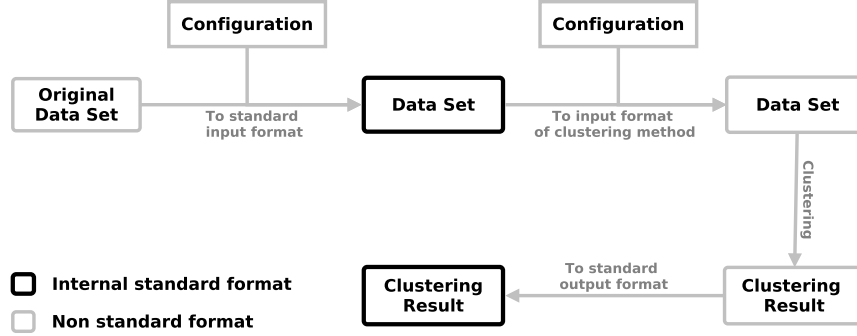 Configuration
Configuration
Original
Data Set
To standard
input format
Data Set
To input format
of clustering method
Data Set
Clustering
Internal standard format
Non standard format
Clustering
Result
To standard
output format
Clustering
Result